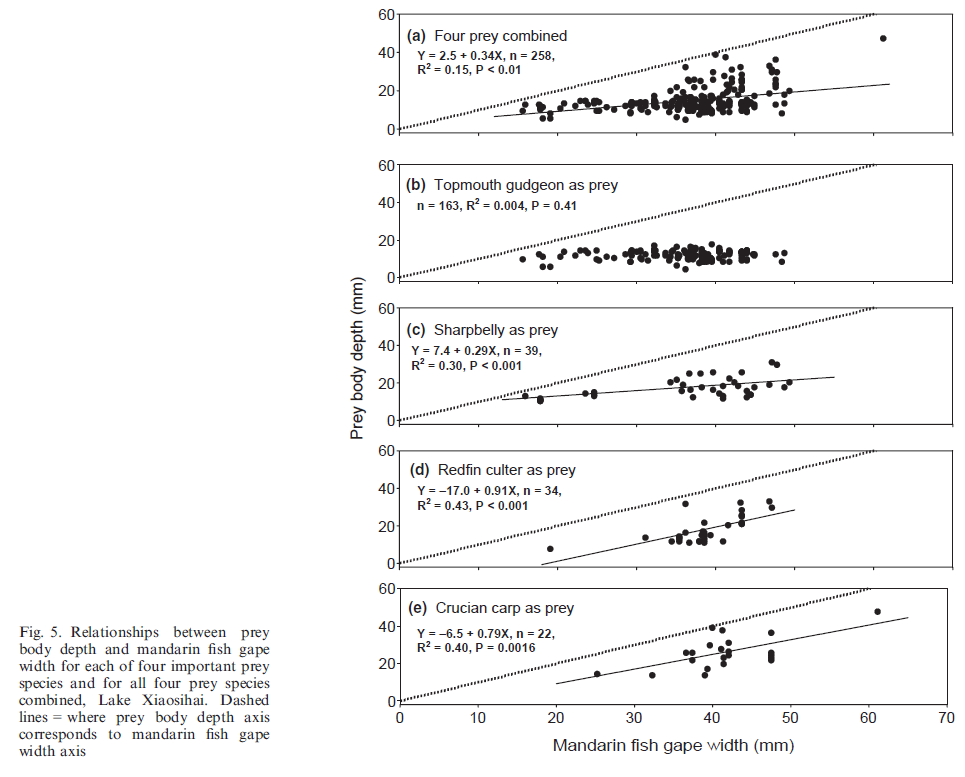 60
40
20
0
(a) Four prey combined
Y = 2.5 + 0.34X, n = 258,
R² = 0.15, P < 0.01
60
40
20
0
(b) Topmouth gudgeon as prey
n = 163, R² = 0.004, P = 0.41
60
40
20
0
(c) Sharpbelly as prey
Y = 7.4 + 0.29X, n = 39,
R² = 0.30, P < 0.001
60
40
20
0
(d) Redfin culter as prey
Y = –17.0 + 0.91X, n = 34,
R² = 0.43, P < 0.001
60
40
20
0
(e) Crucian carp as prey
Y = –6.5 + 0.79X, n = 22,
R² = 0.40, P = 0.0016
0 10 20 30 40 50 60 70
Prey body depth (mm)
Mandarin fish gape width (mm)
Fig. 5. Relationships between prey
body depth and mandarin fish gape
width for each of four important prey
species and for all four prey species
combined, Lake Xiaosihai. Dashed
lines = where prey body depth axis
corresponds to mandarin fish gape
width axis